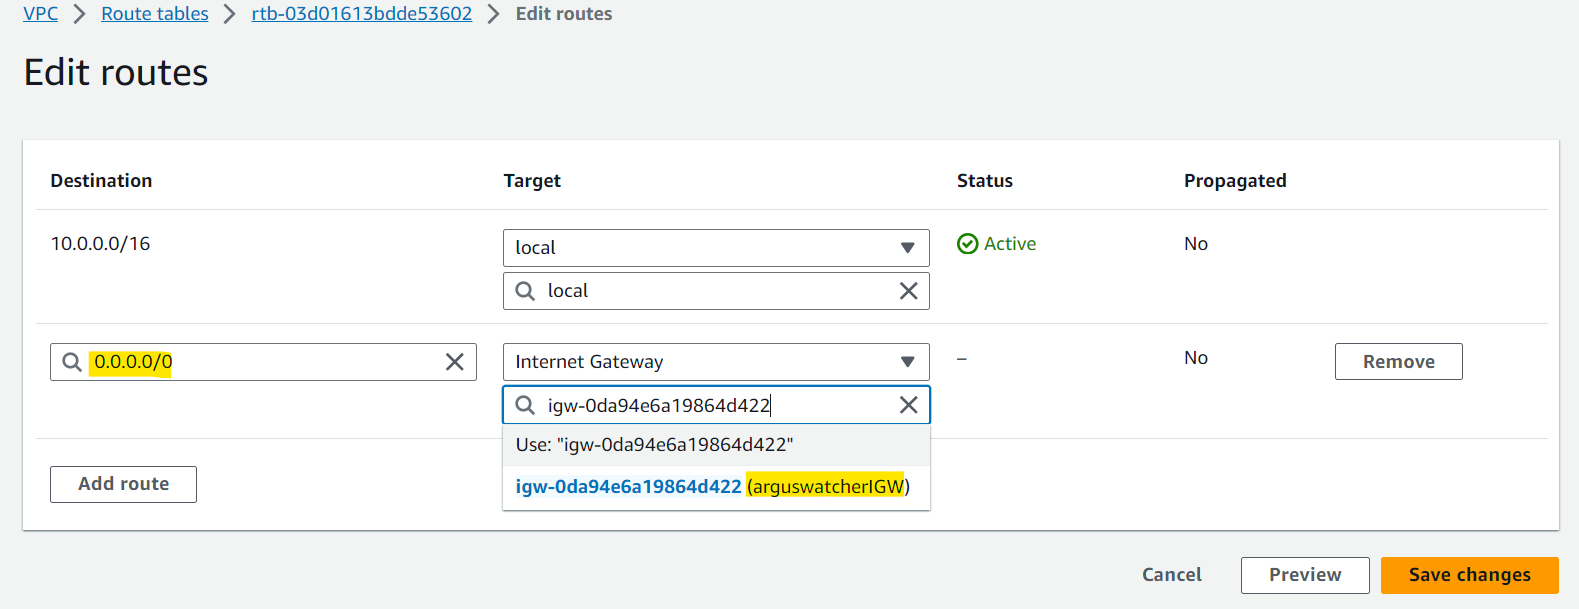 VPC > Route tables > rtb-03d01613bdde53602 > Edit routes
Edit routes
Destination Target Status Propagated
10.0.0.0/16 local Active No
local
0.0.0.0/0 Internet Gateway – No Remove
igw-0da94e6a19864d422
Use: "igw-0da94e6a19864d422"
igw-0da94e6a19864d422 (arguswatcherIGW)
Add route
Cancel Preview Save changes